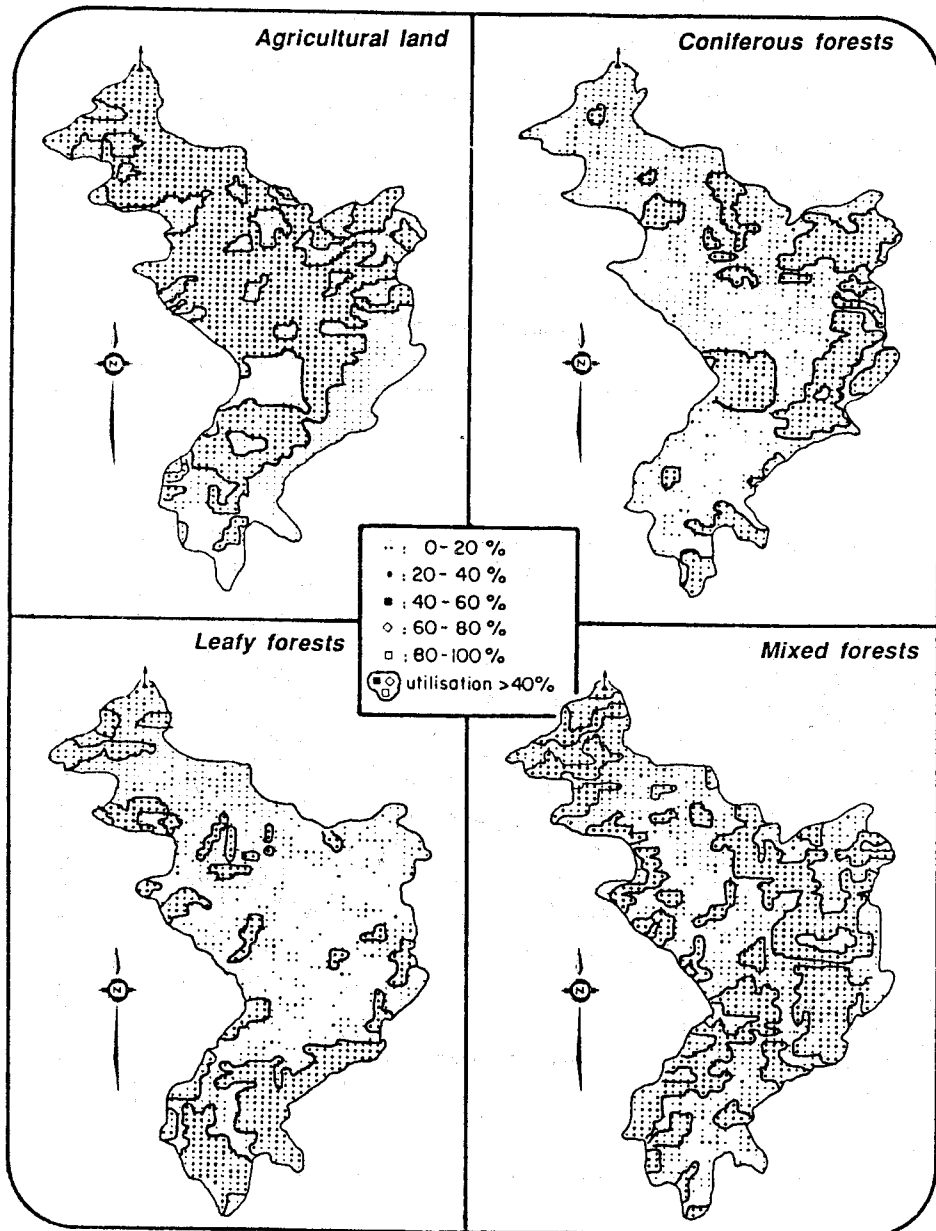 Agricultural land
Coniferous forests
: 0-20 %
: 20-40 %
: 40-60 %
: 60-80 %
: 80-100 %
utilisation >40%
Leafy forests
Mixed forests
N
N
N
N